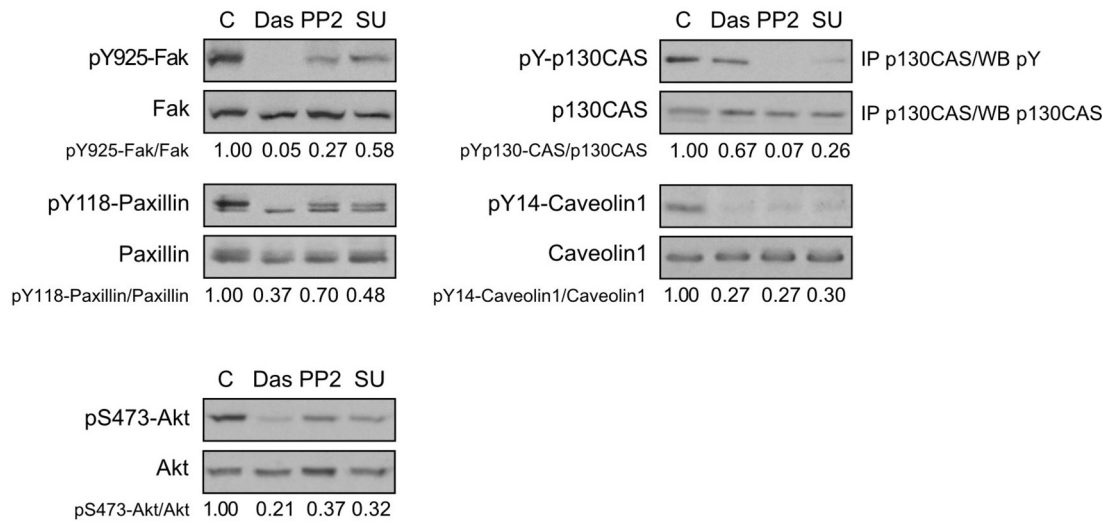 C Das PP2 SU
pY925-Fak
Fak
pY925-Fak/Fak 1.00 0.05 0.27 0.58
pY118-Paxillin
Paxillin
pY118-Paxillin/Paxillin 1.00 0.37 0.70 0.48
C Das PP2 SU
pY-p130CAS IP p130CAS/WB pY
p130CAS IP p130CAS/WB p130CAS
pYp130-CAS/p130CAS 1.00 0.67 0.07 0.26
pY14-Caveolin1
Caveolin1
pY14-Caveolin1/Caveolin1 1.00 0.27 0.27 0.30
C Das PP2 SU
pS473-Akt
Akt
pS473-Akt/Akt 1.00 0.21 0.37 0.32